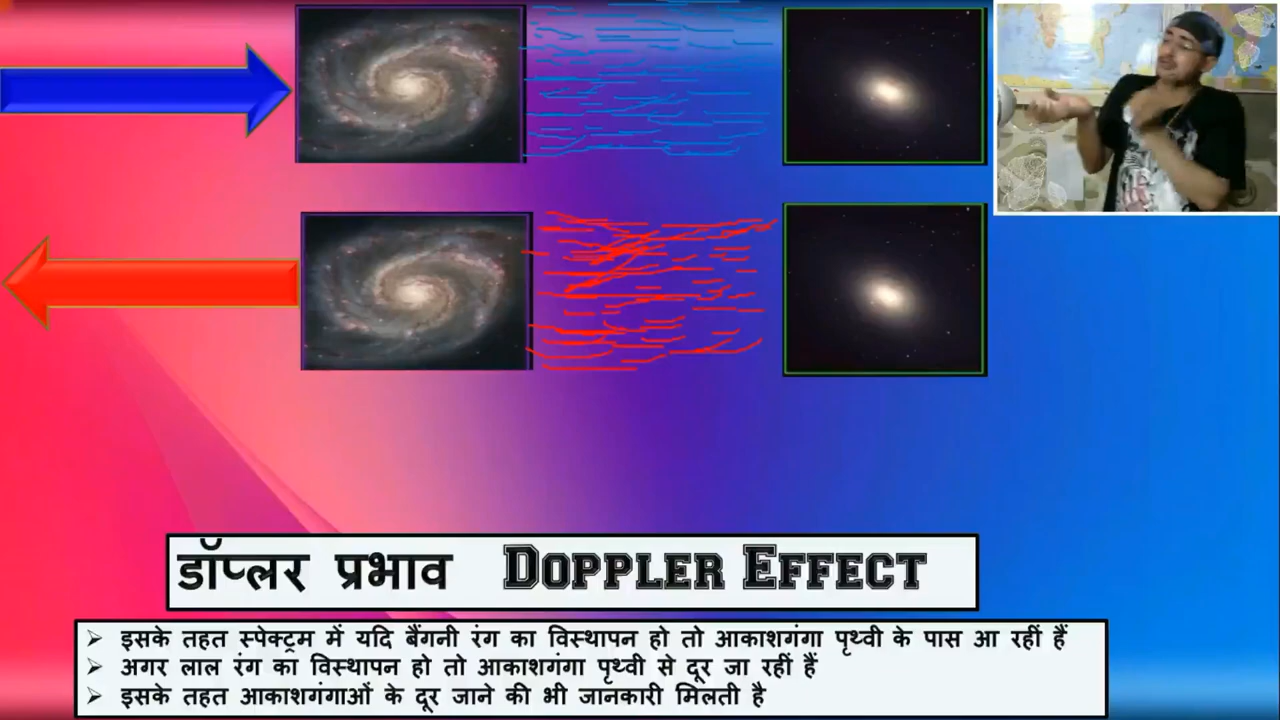 डॉप्लर प्रभाव DOPPLER EFFECT
➢ इसके तहत स्पेक्ट्रम में यदि बैंगनी रंग का विस्थापन हो तो आकाशगंगा पृथ्वी के पास आ रहीं हैं
➢ अगर लाल रंग का विस्थापन हो तो आकाशगंगा पृथ्वी से दूर जा रहीं हैं
➢ इसके तहत आकाशगंगाओं के दूर जाने की भी जानकारी मिलती है